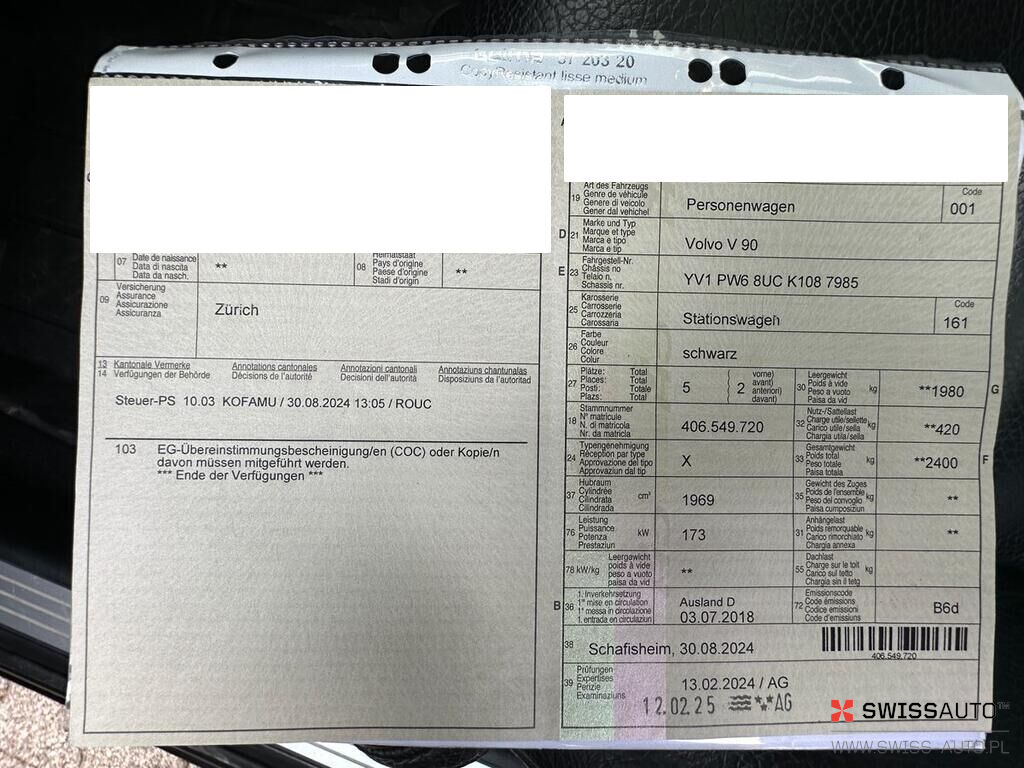 57 203 20
CopyResistant lisse medium
07 Date de naissance
Data di nascita
Data da nasch.
**
08 Heimatstaat
Pays d'origine
Paese d'origine
Stadi d'origin
**
09 Versicherung
Assurance
Assicurazione
Assicuranza
Zürich
13 Kantonale Vermerke Annotations cantonales Annotazioni cantonali Annotaziuns chantunalas
14 Verfügungen der Behörde Décisions de l'autorité Decisioni dell'autorità Disposiziuns da l'autoritad
Steuer-PS 10.03 KOFAMU / 30.08.2024 13:05 / ROUC
103 EG-Übereinstimmungsbescheinigung/en (COC) oder Kopie/n
davon müssen mitgeführt werden.
*** Ende der Verfügungen ***
19 Art des Fahrzeugs
Genre de véhicule
Genere di veicolo
Gener dal vehichel
Personenwagen
Code
001
D 21 Marke und Typ
Marque et type
Marca e tipo
Marca e tip
Volvo V 90
E 23 Fahrgestell-Nr.
Châssis no
Telaio n.
Schassis nr.
YV1 PW6 8UC K108 7985
25 Karosserie
Carrosserie
Carrozzeria
Carossaria
Stationswagen
Code
161
26 Farbe
Couleur
Colore
Colur
schwarz
27 Plätze: Total
Places: Total
Posti: Totale
Plazs: Total
5 2 vorne)
avant)
anteriori)
davant)
30 Leergewicht
Poids à vide
Peso a vuoto
Paisa da vid
kg
**1980
G
18 Stammnummer
N° matricule
N. di matricola
Nr. da matricla
406.549.720
32 Nutz-/Sattellast
Charge utile/sellette
Carico utile/sella
Chargia utila/sella
kg
**420
24 Typengenehmigung
Réception par type
Approvazione del tipo
Approvaziun dal tip
X
33 Gesamtgewicht
Poids total
Peso totale
Paisa totala
kg
**2400
F
37 Hubraum
Cylindrée
Cilindrata
Cilindrada
cm³
1969
35 Gewicht des Zuges
Poids de l'ensemble
Peso del convoglio
Paisa cumposiziun
kg
**
76 Leistung
Puissance
Potenza
Prestaziun
kW
173
31 Anhängelast
Poids remorquable
Carico rimorchiato
Chargia annexa
kg
**
78 kW/kg Leergewicht
poids à vide
peso a vuoto
paisa da vid
**
55 Dachlast
Charge sur le toit
Carico sul tetto
Chargia sin il tetg
kg
B 36 1. Inverkehrsetzung
1re mise en circulation
1a messa in circolazione
1. entrada en circulaziun
Ausland D
03.07.2018
72 Emissionscode
Code émissions
Codice emissioni
Code d'emissiuns
B6d
38 Schafisheim, 30.08.2024
406.549.720
39 Prüfungen
Expertises
Perizie
Examinaziuns
13.02.2024 / AG
12.02.25 AG
SWISSAUTO™
WWW.SWISS-AUTO.PL